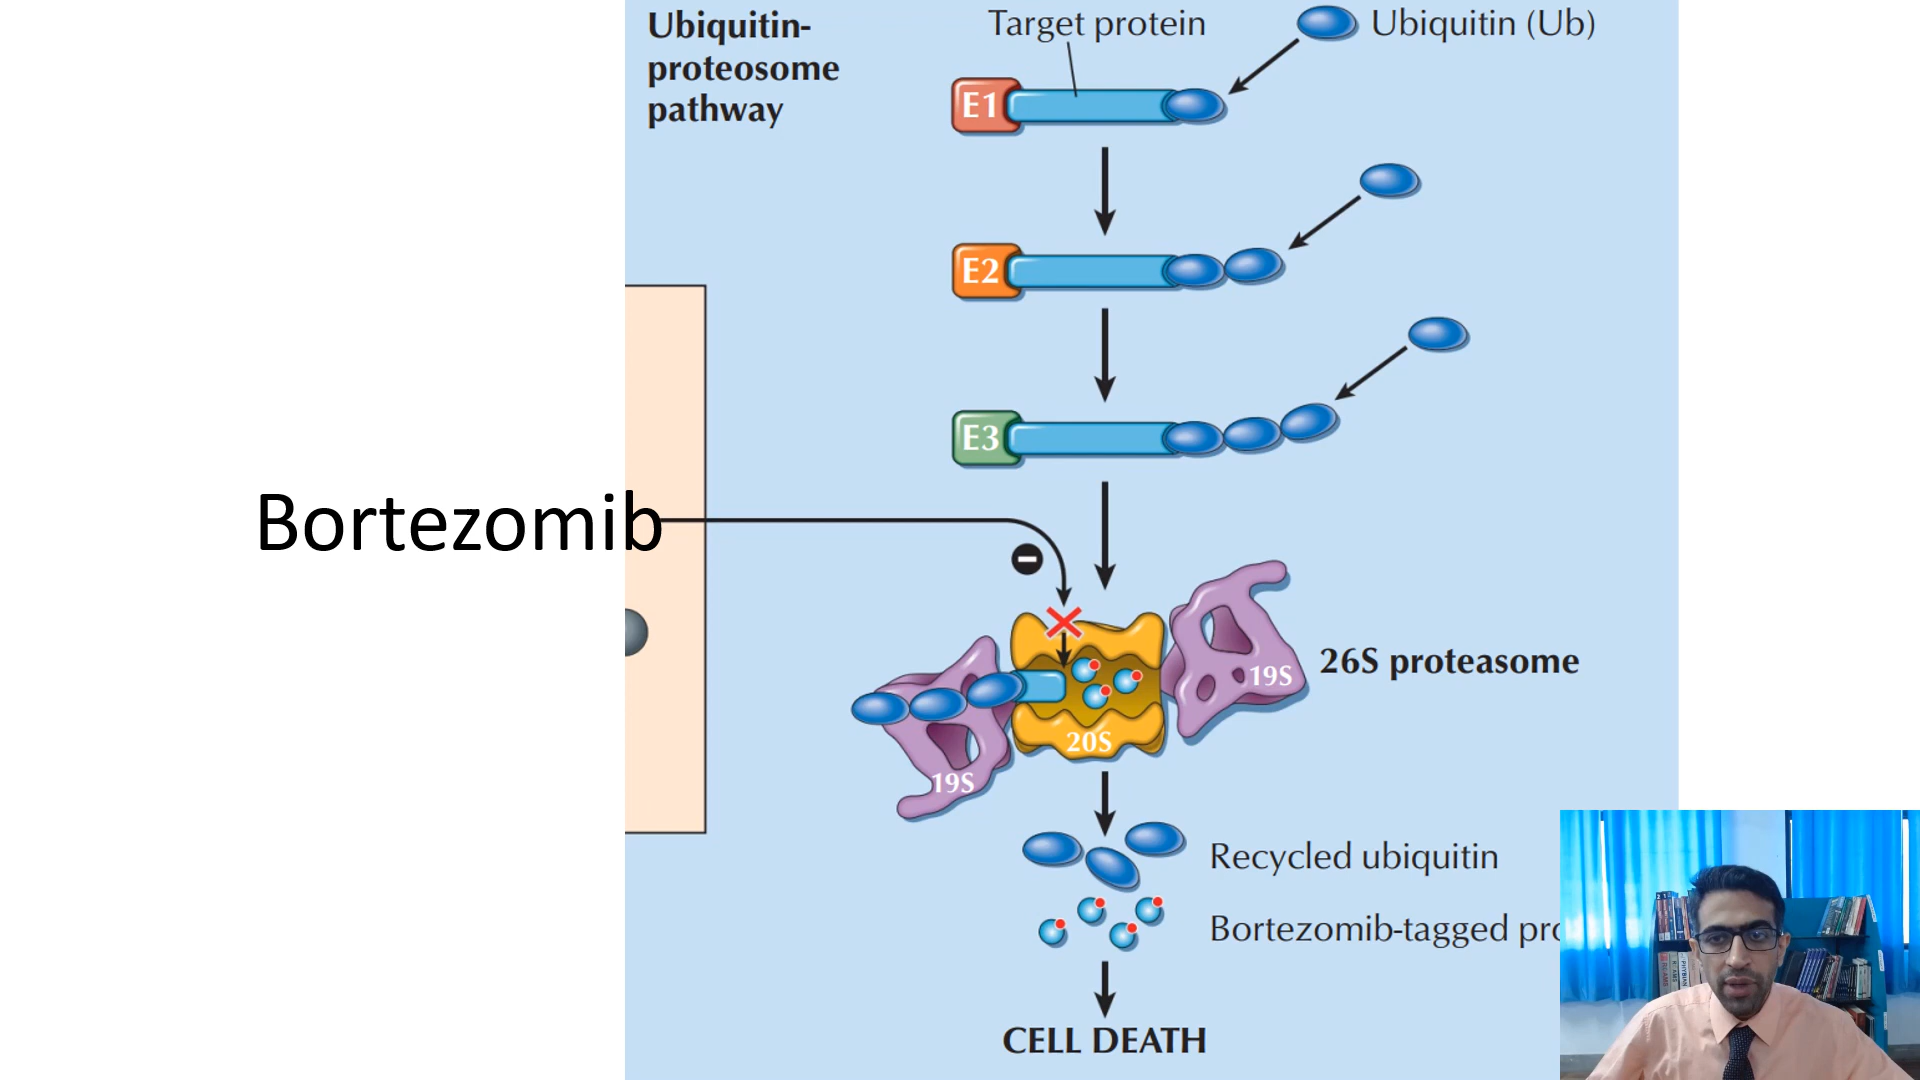 Ubiquitin-
proteosome
pathway
Target protein
Ubiquitin (Ub)
E1
E2
E3
Bortezomib
26S proteasome
19S
20S
19S
Recycled ubiquitin
Bortezomib-tagged
CELL DEATH